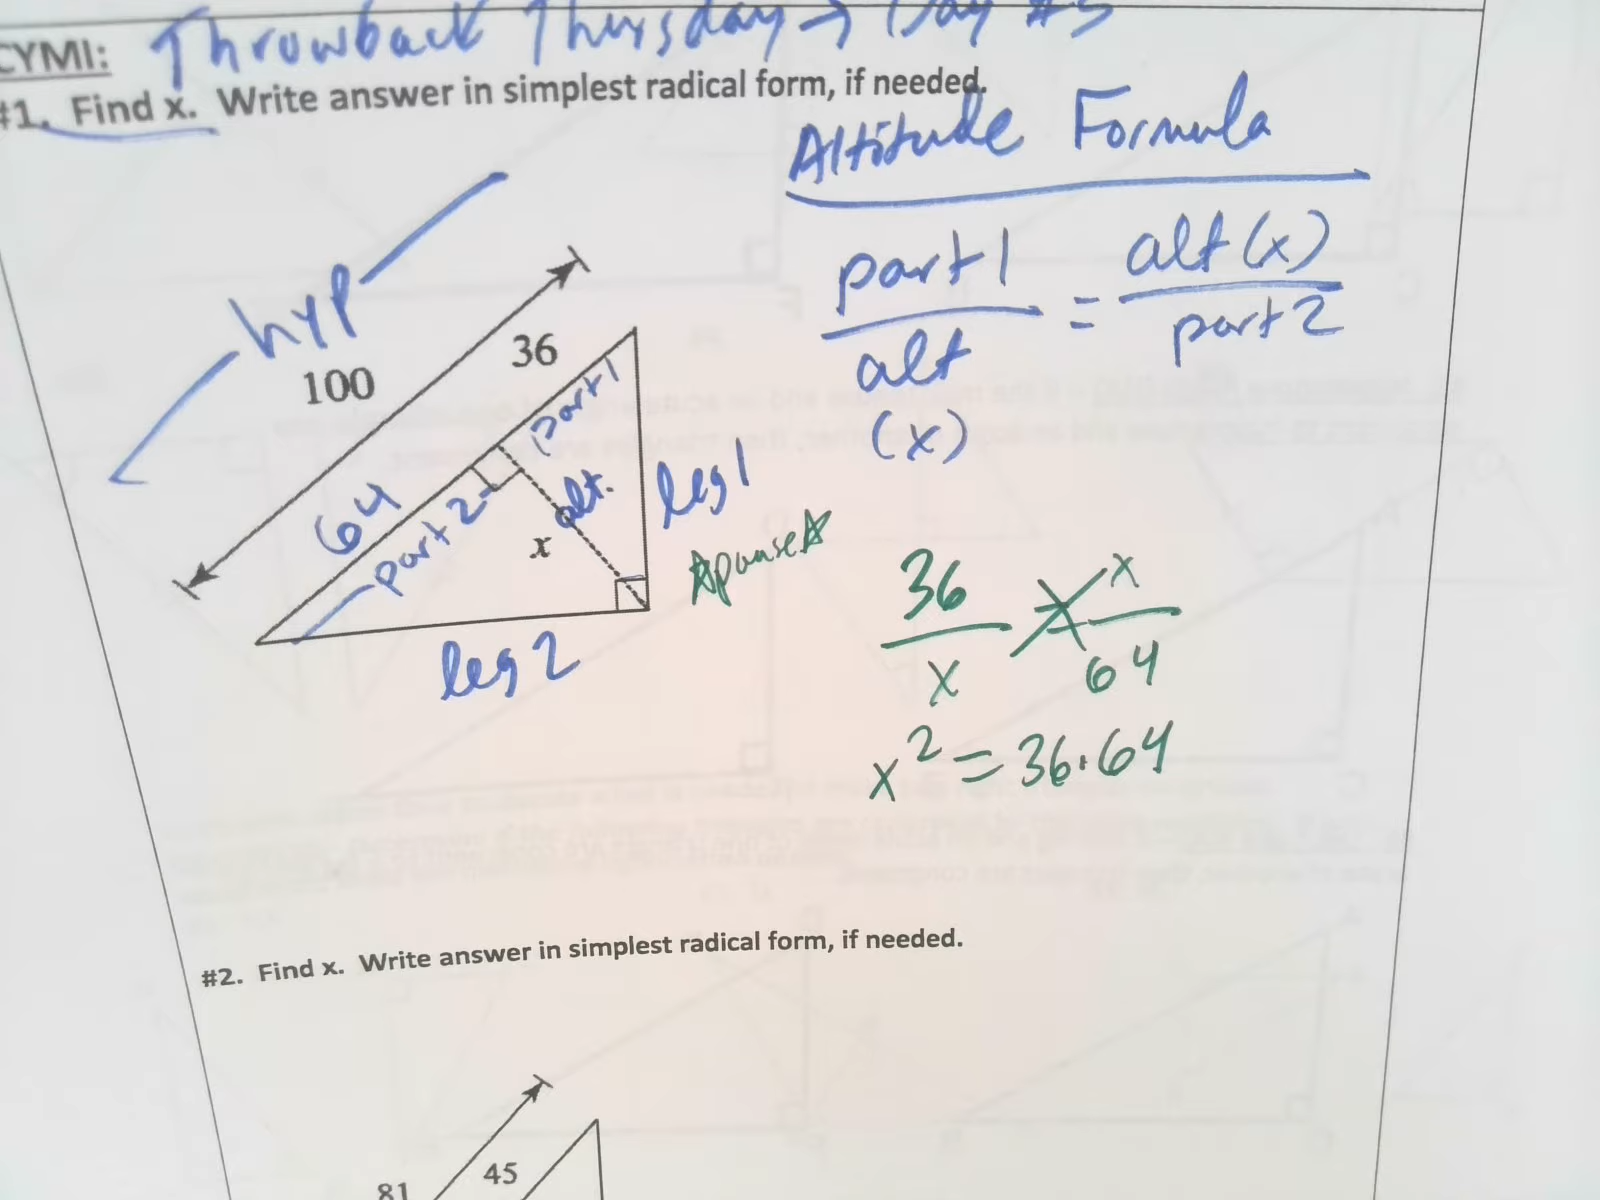 CYMI: Throwback Thursday → Day #3
#1. Find x. Write answer in simplest radical form, if needed.
Altitude Formula
part 1 = alt (x)
alt part 2
(x)
hyp
100
36
part 1
64
part 2
alt.
x
leg 1
leg 2
☆pause☆
36 = x
x 64
x² = 36·64
#2. Find x. Write answer in simplest radical form, if needed.
81
45